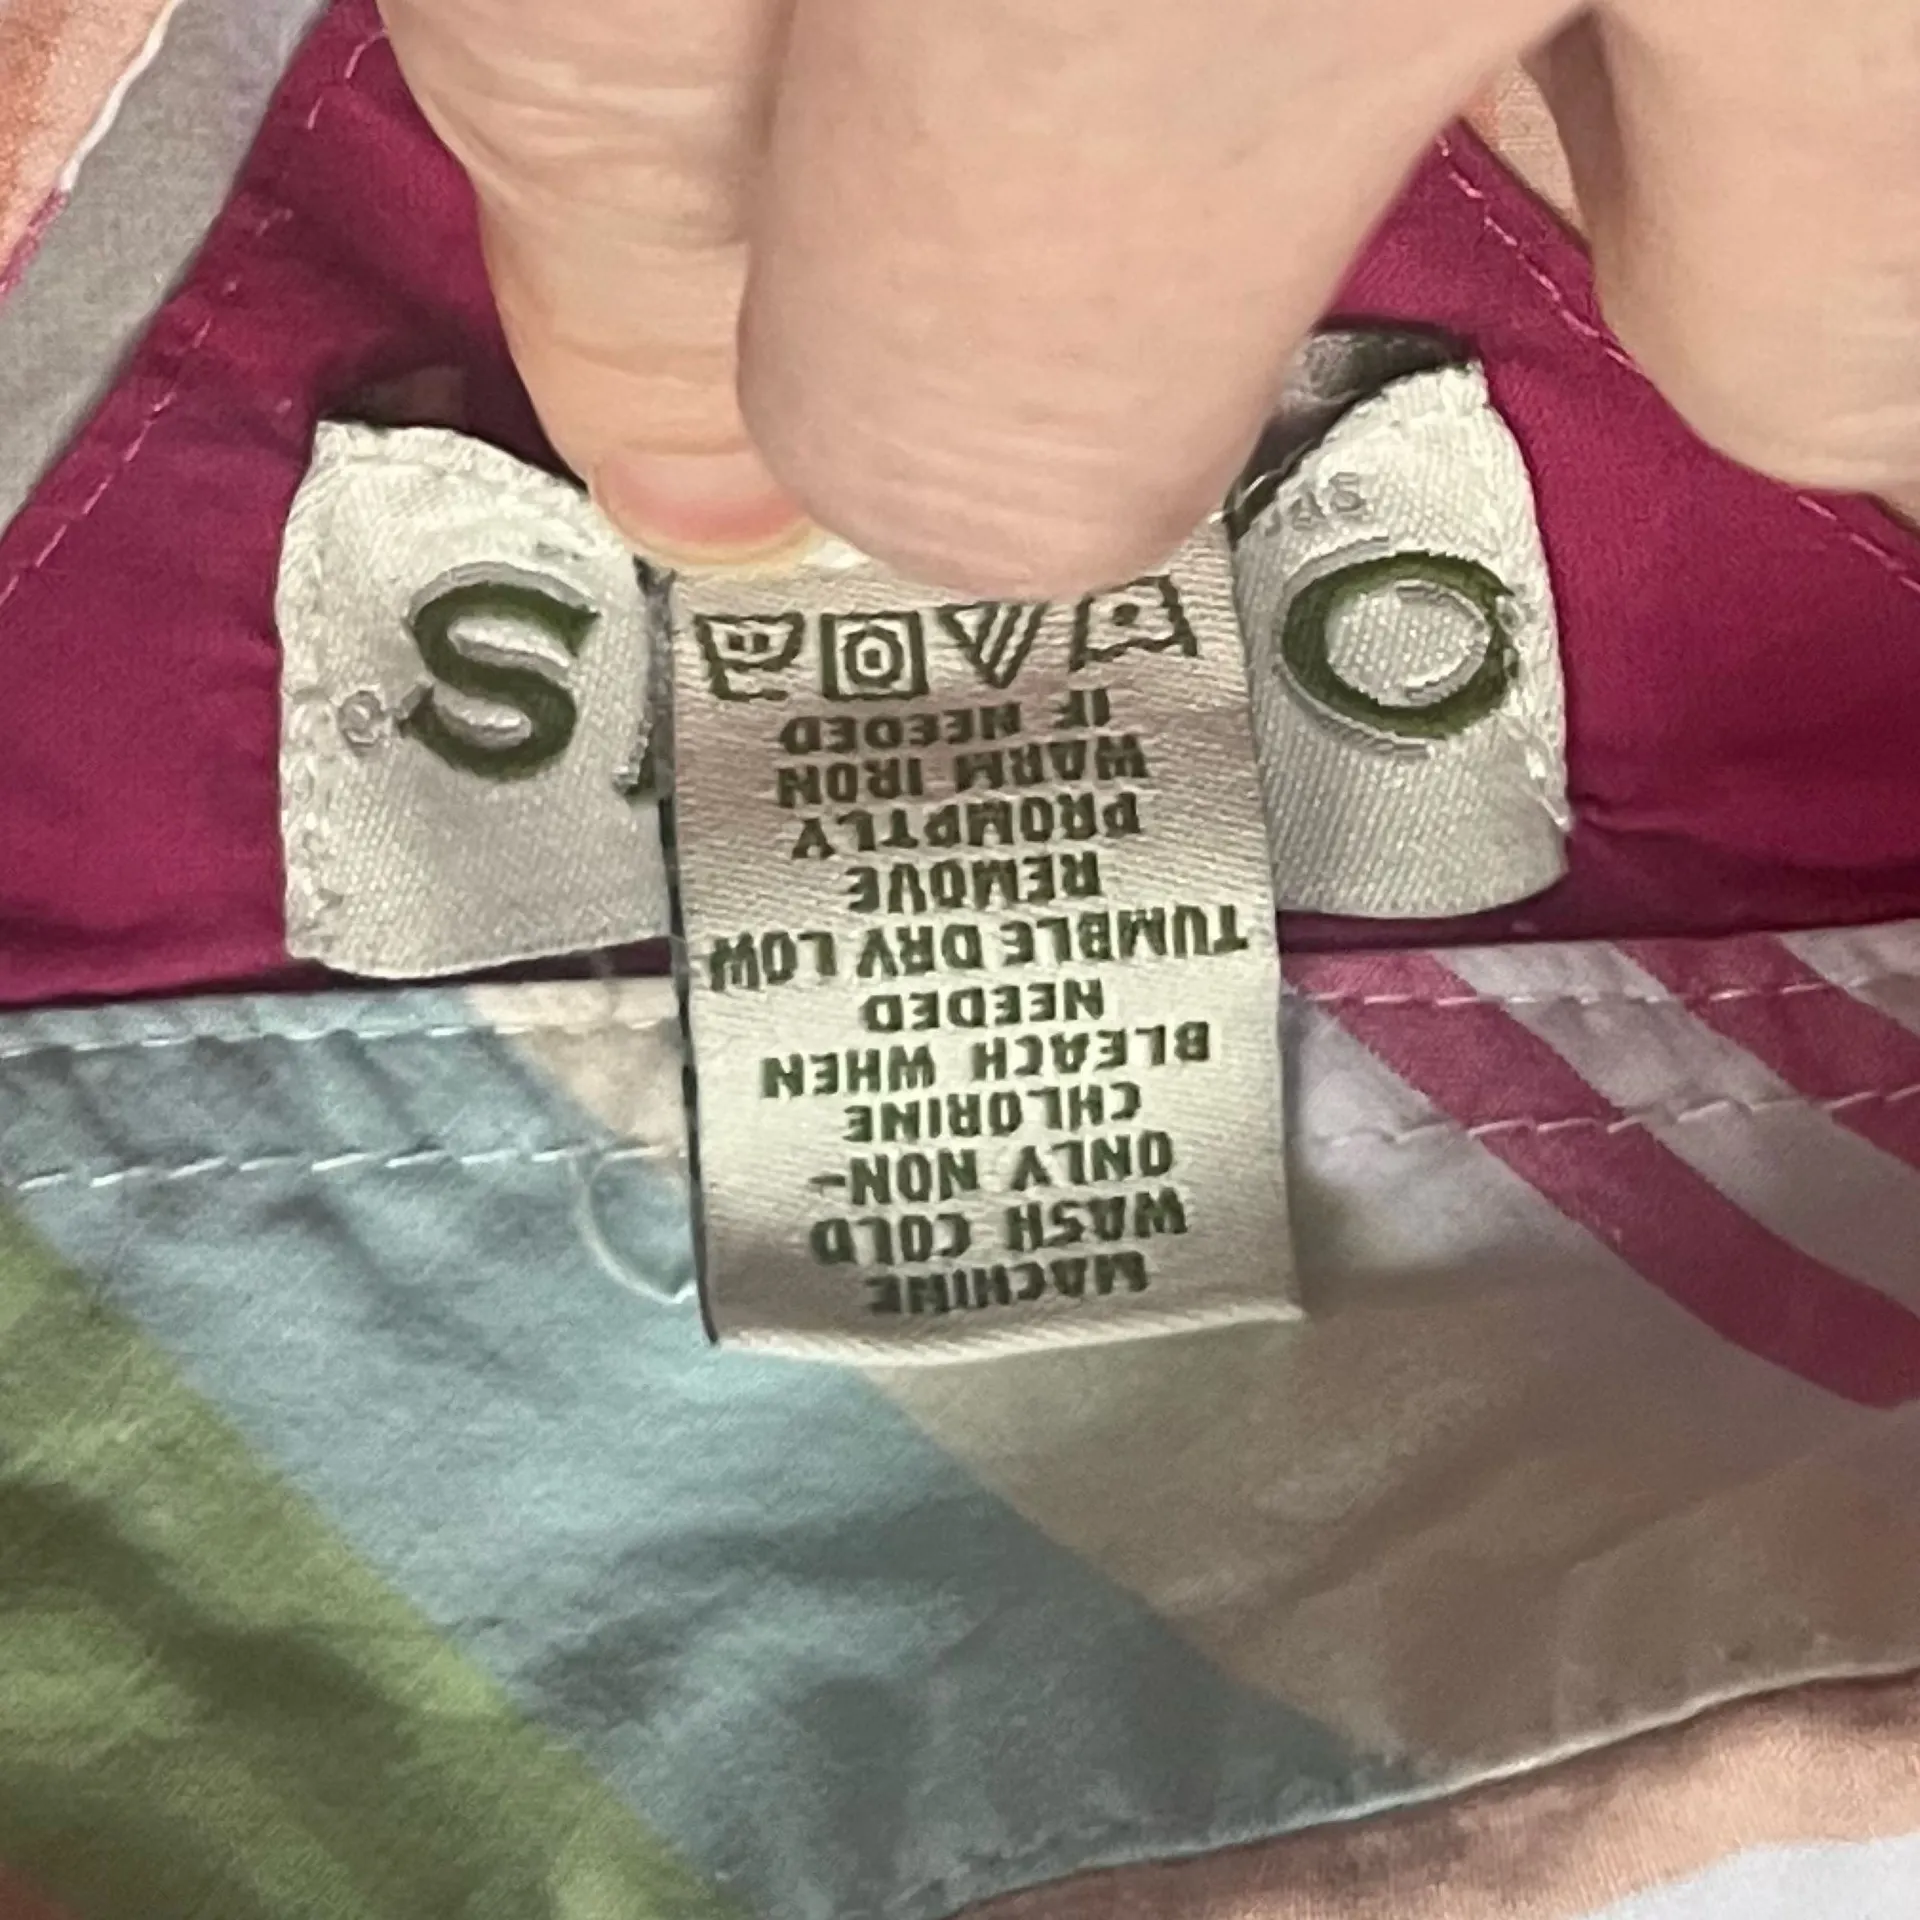 MACHINE
WASH COLD
ONLY NON-
CHLORINE
BLEACH WHEN
NEEDED
TUMBLE DRY LOW
REMOVE
PROMPTLY
WARM IRON
IF NEEDED